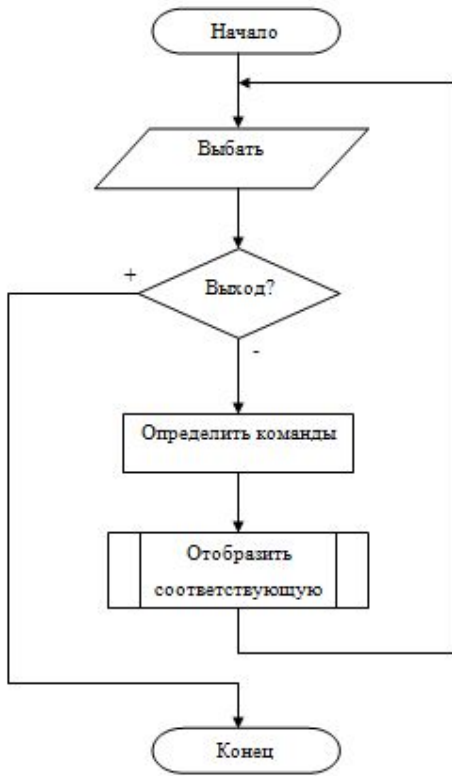 Начало
Выбать
+
Выход?
-
Определить команды
Отобразить
соответствующую
Конец